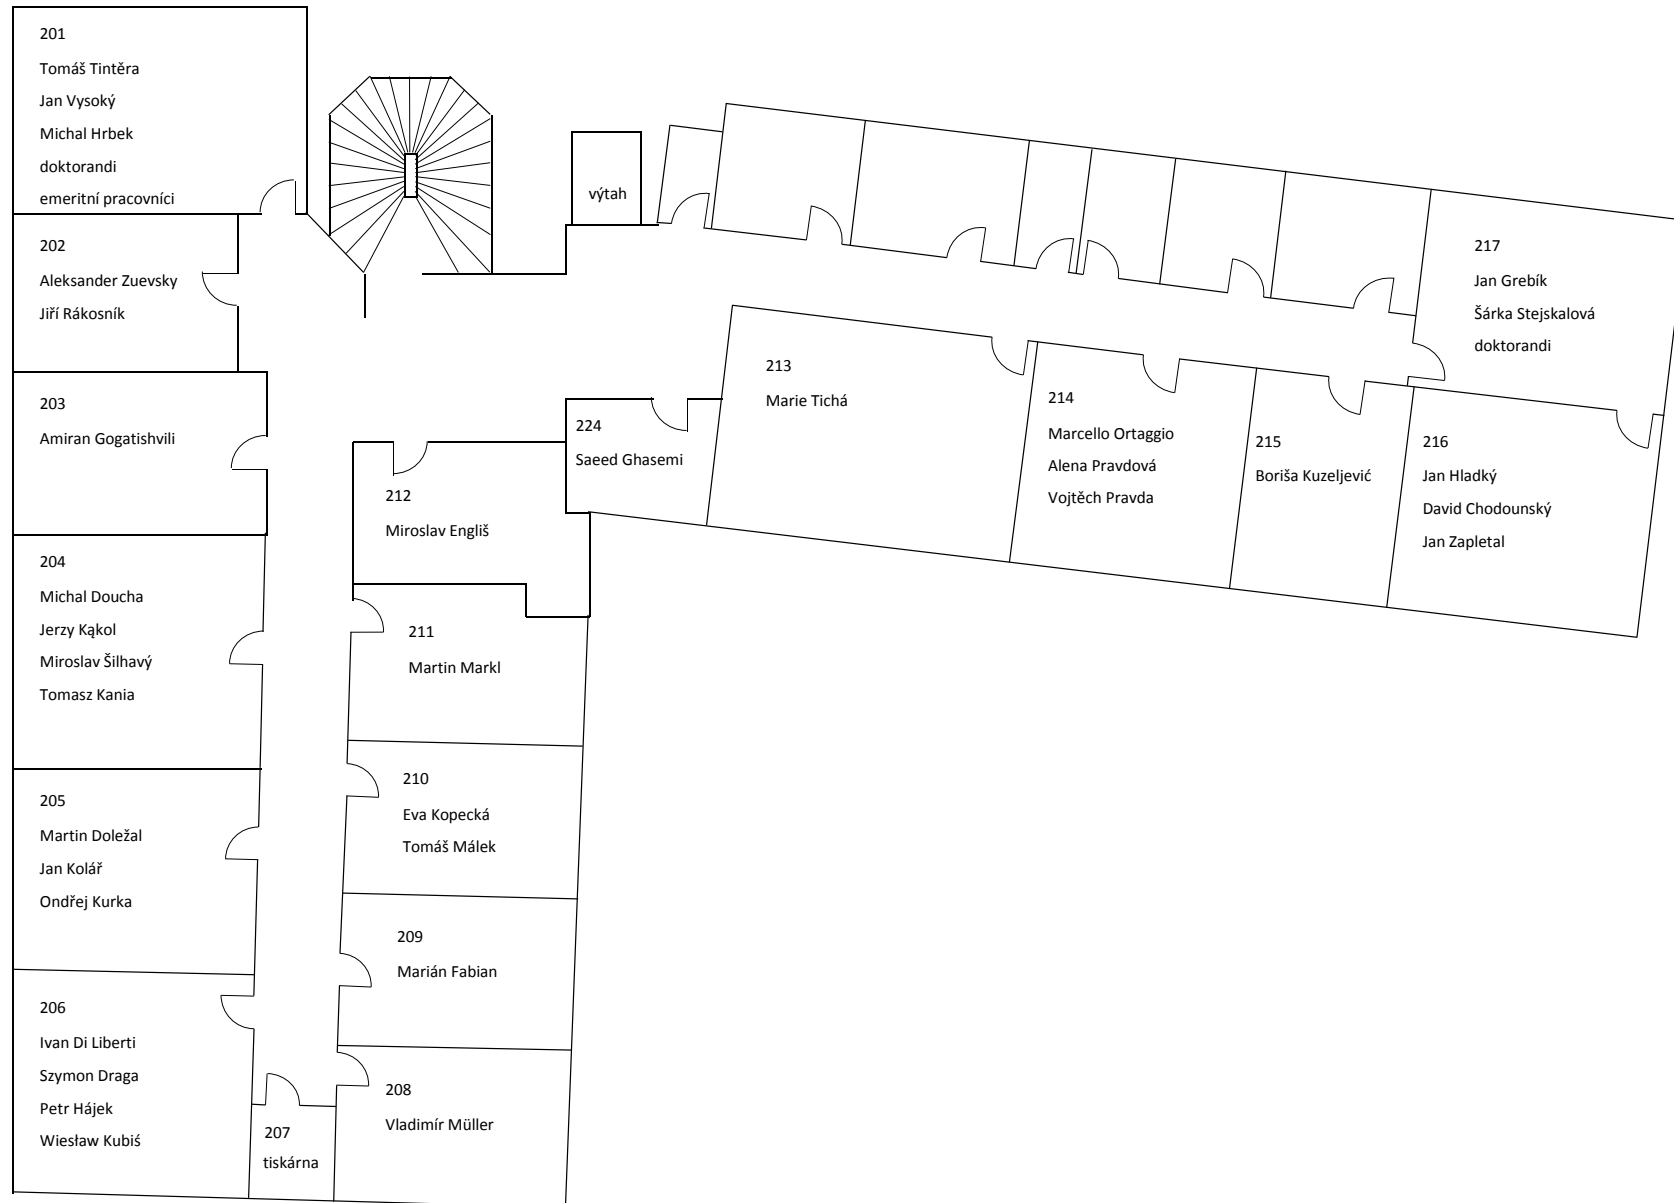 201
Tomáš Tintěra
Jan Vysoký
Michal Hrbek
doktorandi
emeritní pracovníci
202
Aleksander Zuevsky
Jiří Rákosník
203
Amiran Gogatishvili
204
Michal Doucha
Jerzy Kąkol
Miroslav Šilhavý
Tomasz Kania
205
Martin Doležal
Jan Kolář
Ondřej Kurka
206
Ivan Di Liberti
Szymon Draga
Petr Hájek
Wiesław Kubiś
207
tiskárna
208
Vladimír Müller
209
Marián Fabian
210
Eva Kopecká
Tomáš Málek
211
Martin Markl
212
Miroslav Engliš
224
Saeed Ghasemi
výtah
213
Marie Tichá
214
Marcello Ortaggio
Alena Pravdová
Vojtěch Pravda
215
Boriša Kuzeljević
216
Jan Hladký
David Chodounský
Jan Zapletal
217
Jan Grebík
Šárka Stejskalová
doktorandi